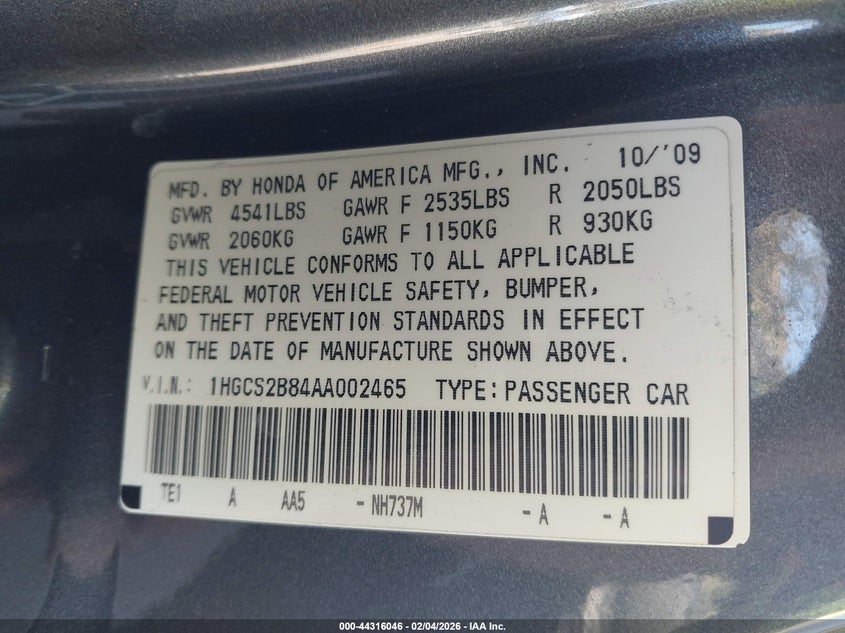 MFD. BY HONDA OF AMERICA MFG., INC. 10/'09
GVWR 4541LBS GAWR F 2535LBS R 2050LBS
GVWR 2060KG GAWR F 1150KG R 930KG
THIS VEHICLE CONFORMS TO ALL APPLICABLE
FEDERAL MOTOR VEHICLE SAFETY, BUMPER,
AND THEFT PREVENTION STANDARDS IN EFFECT
ON THE DATE OF MANUFACTURE SHOWN ABOVE.
V.I.N.: 1HGCS2B84AA002465 TYPE: PASSENGER CAR
TE1 A AA5 - NH737M - A - A
000-44316046 - 02/04/2026 - IAA Inc.